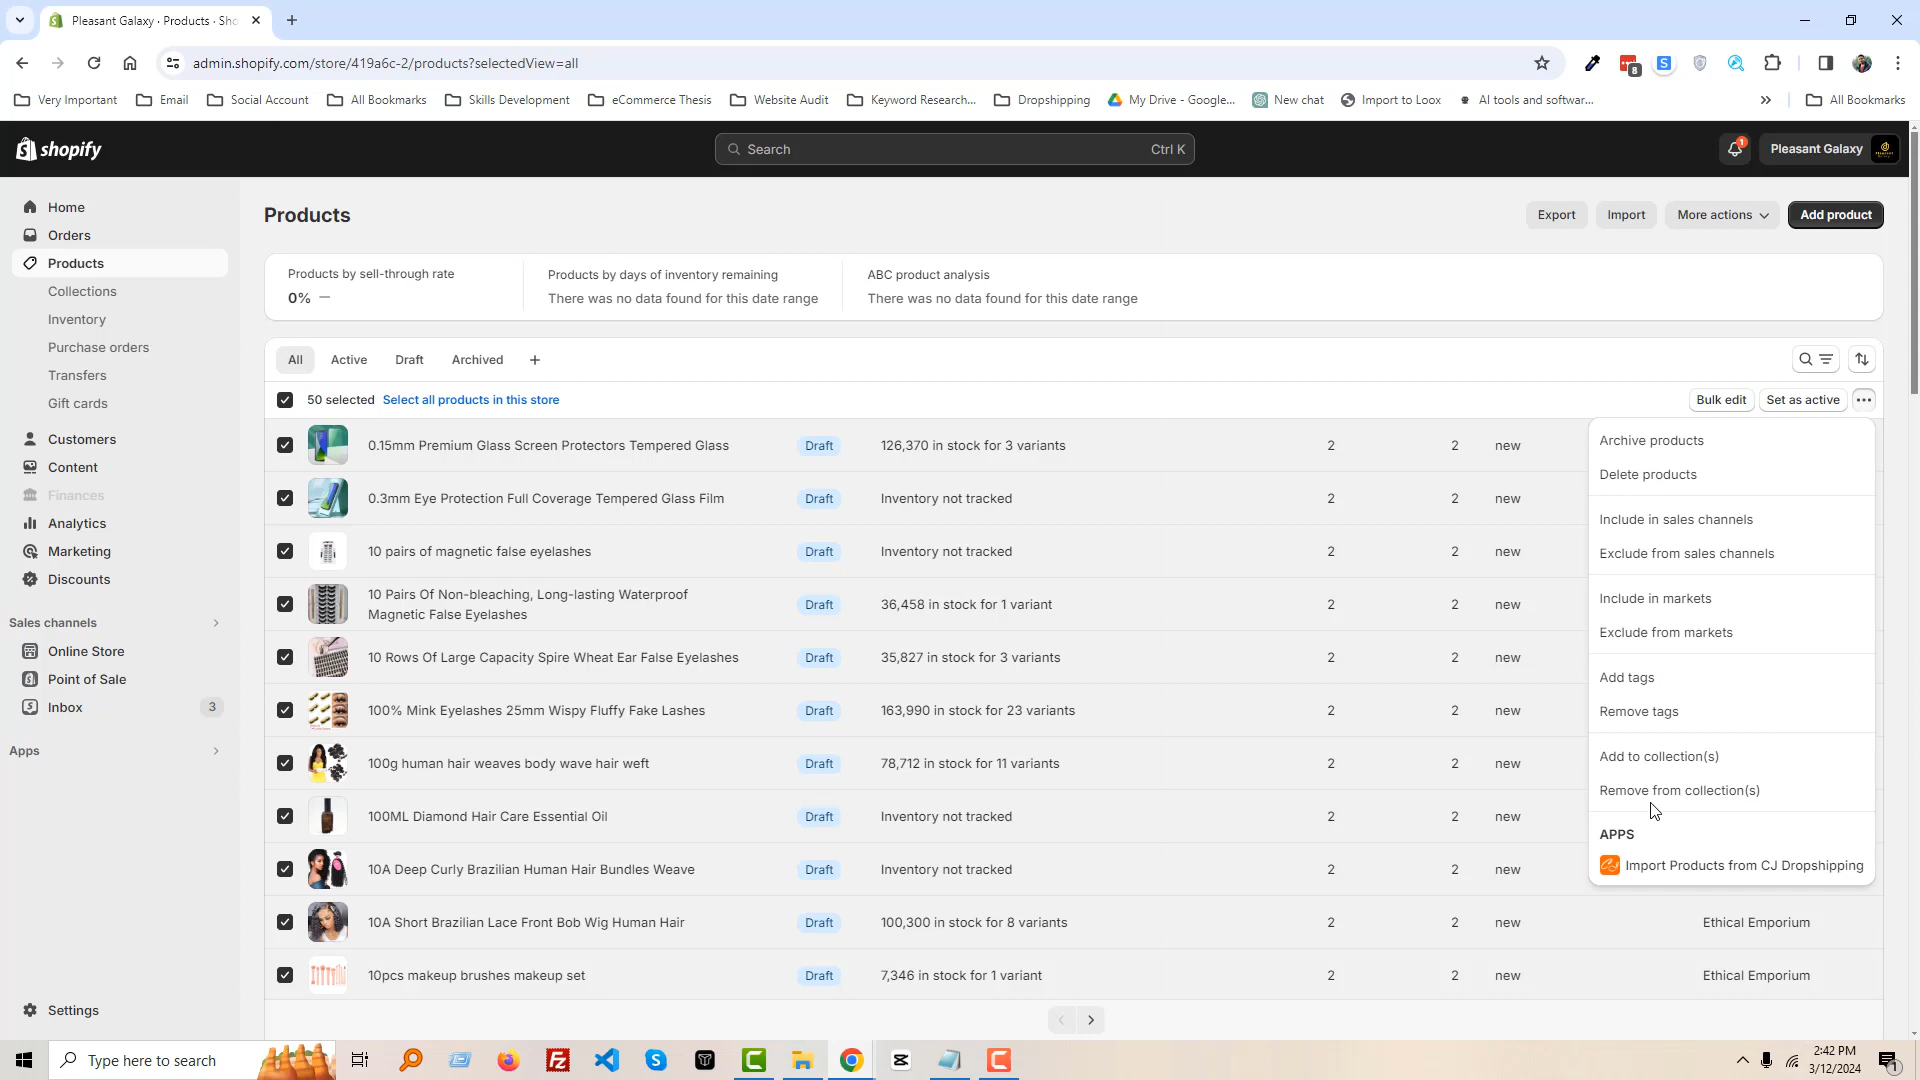 Pleasant Galaxy · Products · Sho
admin.shopify.com/store/419a6c-2/products?selectedView=all
8
Very Important
Email
Social Account
All Bookmarks
Skills Development
eCommerce Thesis
Website Audit
Keyword Research...
Dropshipping
My Drive - Google...
New chat
Import to Loox
AI tools and softwar...
»
All Bookmarks
shopify
Search
Ctrl K
1
Pleasant Galaxy
Home
Orders
Products
Collections
Inventory
Purchase orders
Transfers
Gift cards
Customers
Content
Finances
Analytics
Marketing
Discounts
Sales channels
Online Store
Point of Sale
Inbox
3
Apps
Settings
Products
Export
Import
More actions
Add product
Products by sell-through rate
0% —
Products by days of inventory remaining
There was no data found for this date range
ABC product analysis
There was no data found for this date range
All
Active
Draft
Archived
+
50 selected
Select all products in this store
Bulk edit
Set as active
0.15mm Premium Glass Screen Protectors Tempered Glass
Draft
126,370 in stock for 3 variants
2
2
new
0.3mm Eye Protection Full Coverage Tempered Glass Film
Draft
Inventory not tracked
2
2
new
10 pairs of magnetic false eyelashes
Draft
Inventory not tracked
2
2
new
10 Pairs Of Non-bleaching, Long-lasting Waterproof
Magnetic False Eyelashes
Draft
36,458 in stock for 1 variant
2
2
new
10 Rows Of Large Capacity Spire Wheat Ear False Eyelashes
Draft
35,827 in stock for 3 variants
2
2
new
100% Mink Eyelashes 25mm Wispy Fluffy Fake Lashes
Draft
163,990 in stock for 23 variants
2
2
new
100g human hair weaves body wave hair weft
Draft
78,712 in stock for 11 variants
2
2
new
100ML Diamond Hair Care Essential Oil
Draft
Inventory not tracked
2
2
new
10A Deep Curly Brazilian Human Hair Bundles Weave
Draft
Inventory not tracked
2
2
new
10A Short Brazilian Lace Front Bob Wig Human Hair
Draft
100,300 in stock for 8 variants
2
2
new
Ethical Emporium
10pcs makeup brushes makeup set
Draft
7,346 in stock for 1 variant
2
2
new
Ethical Emporium
Archive products
Delete products
Include in sales channels
Exclude from sales channels
Include in markets
Exclude from markets
Add tags
Remove tags
Add to collection(s)
Remove from collection(s)
APPS
Import Products from CJ Dropshipping
Type here to search
2:42 PM
3/12/2024
1